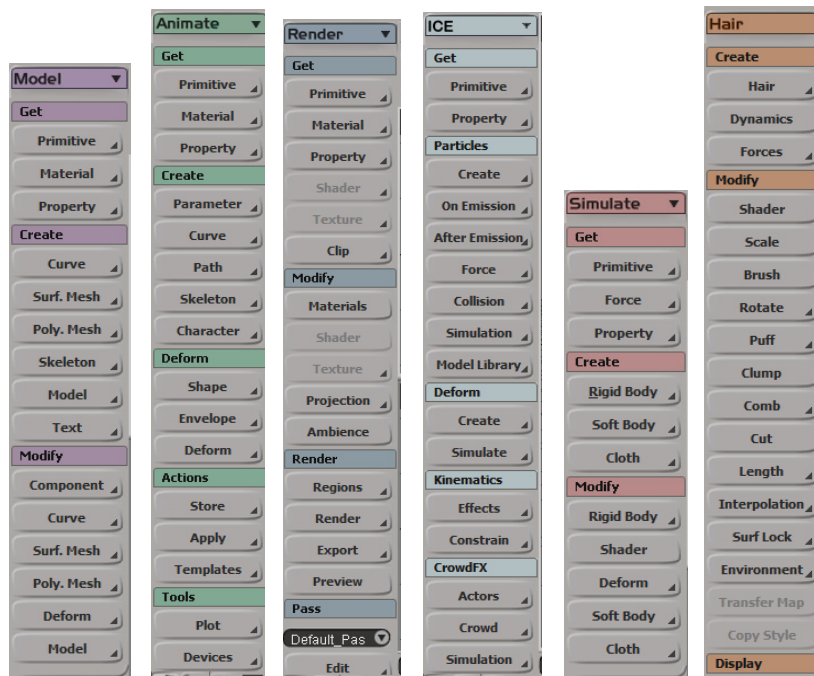 Model
Get
Primitive
Material
Property
Create
Curve
Surf. Mesh
Poly. Mesh
Skeleton
Model
Text
Modify
Component
Curve
Surf. Mesh
Poly. Mesh
Deform
Model
Animate
Get
Primitive
Material
Property
Create
Parameter
Curve
Path
Skeleton
Character
Deform
Shape
Envelope
Deform
Actions
Store
Apply
Templates
Tools
Plot
Devices
Render
Get
Primitive
Material
Property
Shader
Texture
Clip
Modify
Materials
Shader
Texture
Projection
Ambience
Render
Regions
Render
Export
Preview
Pass
Default_Pas
Edit
ICE
Get
Primitive
Property
Particles
Create
On Emission
After Emission
Force
Collision
Simulation
Model Library
Deform
Create
Simulate
Kinematics
Effects
Constrain
CrowdFX
Actors
Crowd
Simulation
Simulate
Get
Primitive
Force
Property
Create
Rigid Body
Soft Body
Cloth
Modify
Rigid Body
Shader
Deform
Soft Body
Cloth
Hair
Create
Hair
Dynamics
Forces
Modify
Shader
Scale
Brush
Rotate
Puff
Clump
Comb
Cut
Length
Interpolation
Surf Lock
Environment
Transfer Map
Copy Style
Display